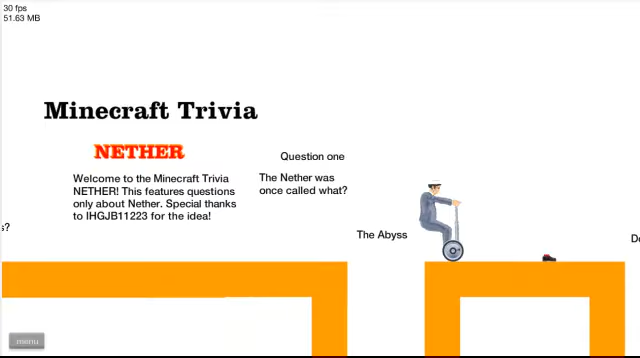 30 fps
51.63 MB
Minecraft Trivia
NETHER
Question one
Welcome to the Minecraft Trivia
NETHER! This features questions
only about Nether. Special thanks
to IHGJB11223 for the idea!
The Nether was
once called what?
s?
The Abyss
menu